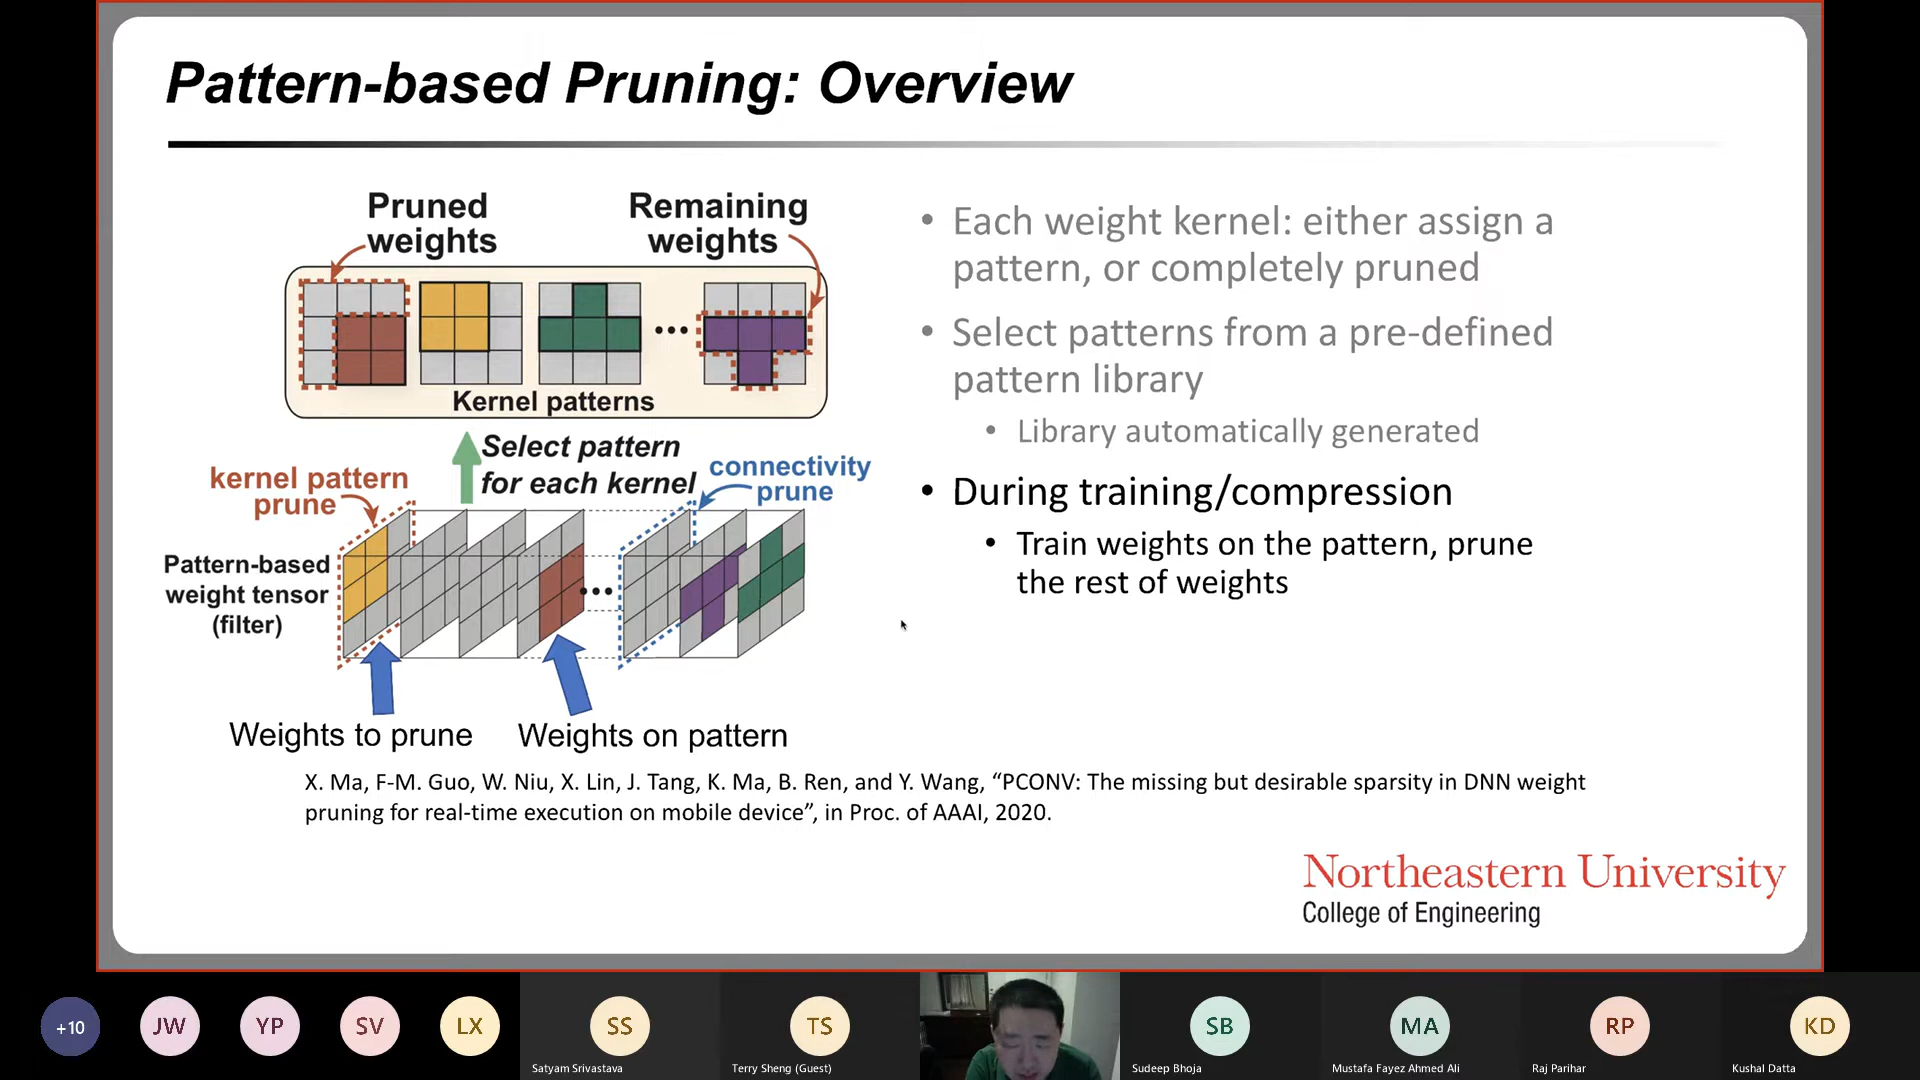 Pattern-based Pruning: Overview
Pruned
weights
Remaining
weights
Kernel patterns
Select pattern
for each kernel
kernel pattern
prune
connectivity
prune
Pattern-based
weight tensor
(filter)
Weights to prune
Weights on pattern
• Each weight kernel: either assign a
pattern, or completely pruned
• Select patterns from a pre-defined
pattern library
• Library automatically generated
• During training/compression
• Train weights on the pattern, prune
the rest of weights
X. Ma, F-M. Guo, W. Niu, X. Lin, J. Tang, K. Ma, B. Ren, and Y. Wang, “PCONV: The missing but desirable sparsity in DNN weight
pruning for real-time execution on mobile device”, in Proc. of AAAI, 2020.
Northeastern University
College of Engineering
+10
JW
YP
SV
LX
SS
Satyam Srivastava
TS
Terry Sheng (Guest)
SB
Sudeep Bhoja
MA
Mustafa Fayez Ahmed Ali
RP
Raj Parihar
KD
Kushal Datta